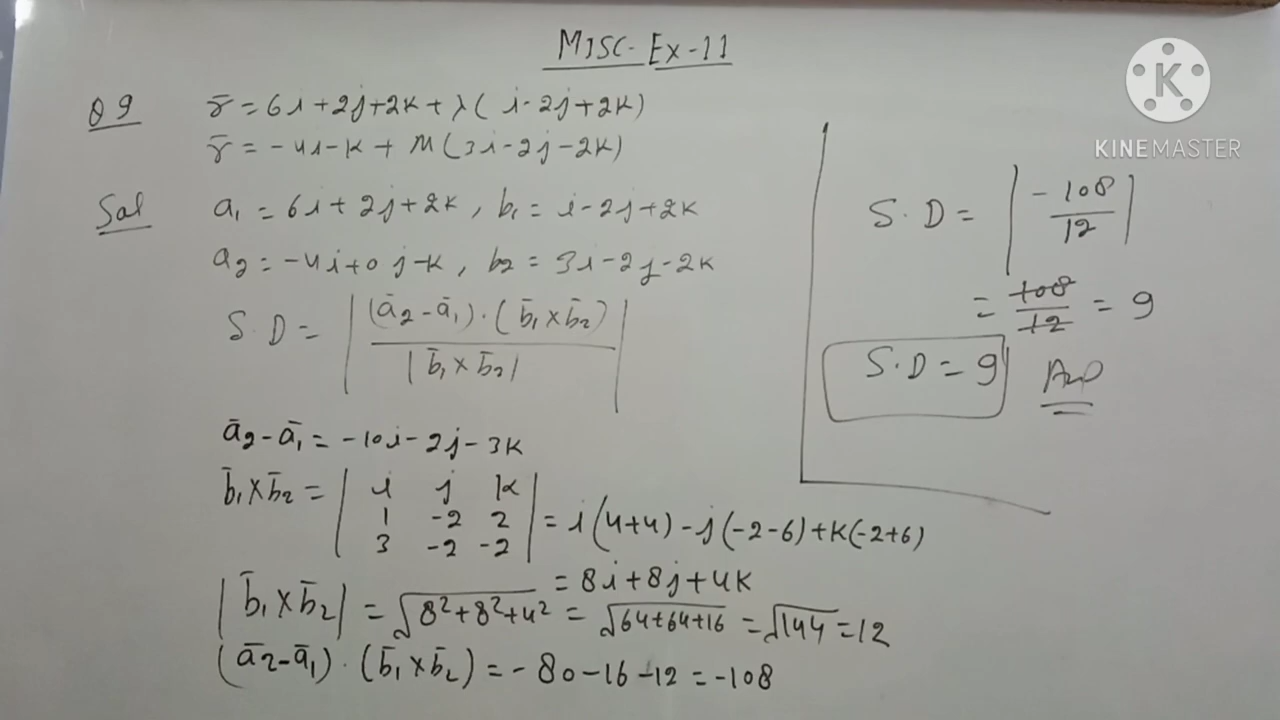 MISC-Ex-11
Q9 r̄ = 6i+2j+2k+λ(i-2j+2k)
r̄ = -4i-k+M(3i-2j-2k)
Sol a₁ = 6i+2j+2k, b₁ = i-2j+2k
a₂ = -4i+0j-k, b₂ = 3i-2j-2k
S.D = | (ā₂-ā₁)·(b̄₁×b̄₂) / |b̄₁×b̄₂| |
ā₂-ā₁ = -10i-2j-3k
b̄₁×b̄₂ = | i j k
1 -2 2
3 -2 -2 | = i(4+4)-j(-2-6)+k(-2+6)
= 8i+8j+4k
|b̄₁×b̄₂| = √8²+8²+4² = √64+64+16 = √144 = 12
(ā₂-ā₁)·(b̄₁×b̄₂) = -80-16-12 = -108
S.D = | -108/12 |
= 108/12 = 9
S.D = 9 Ans
K
KINEMASTER